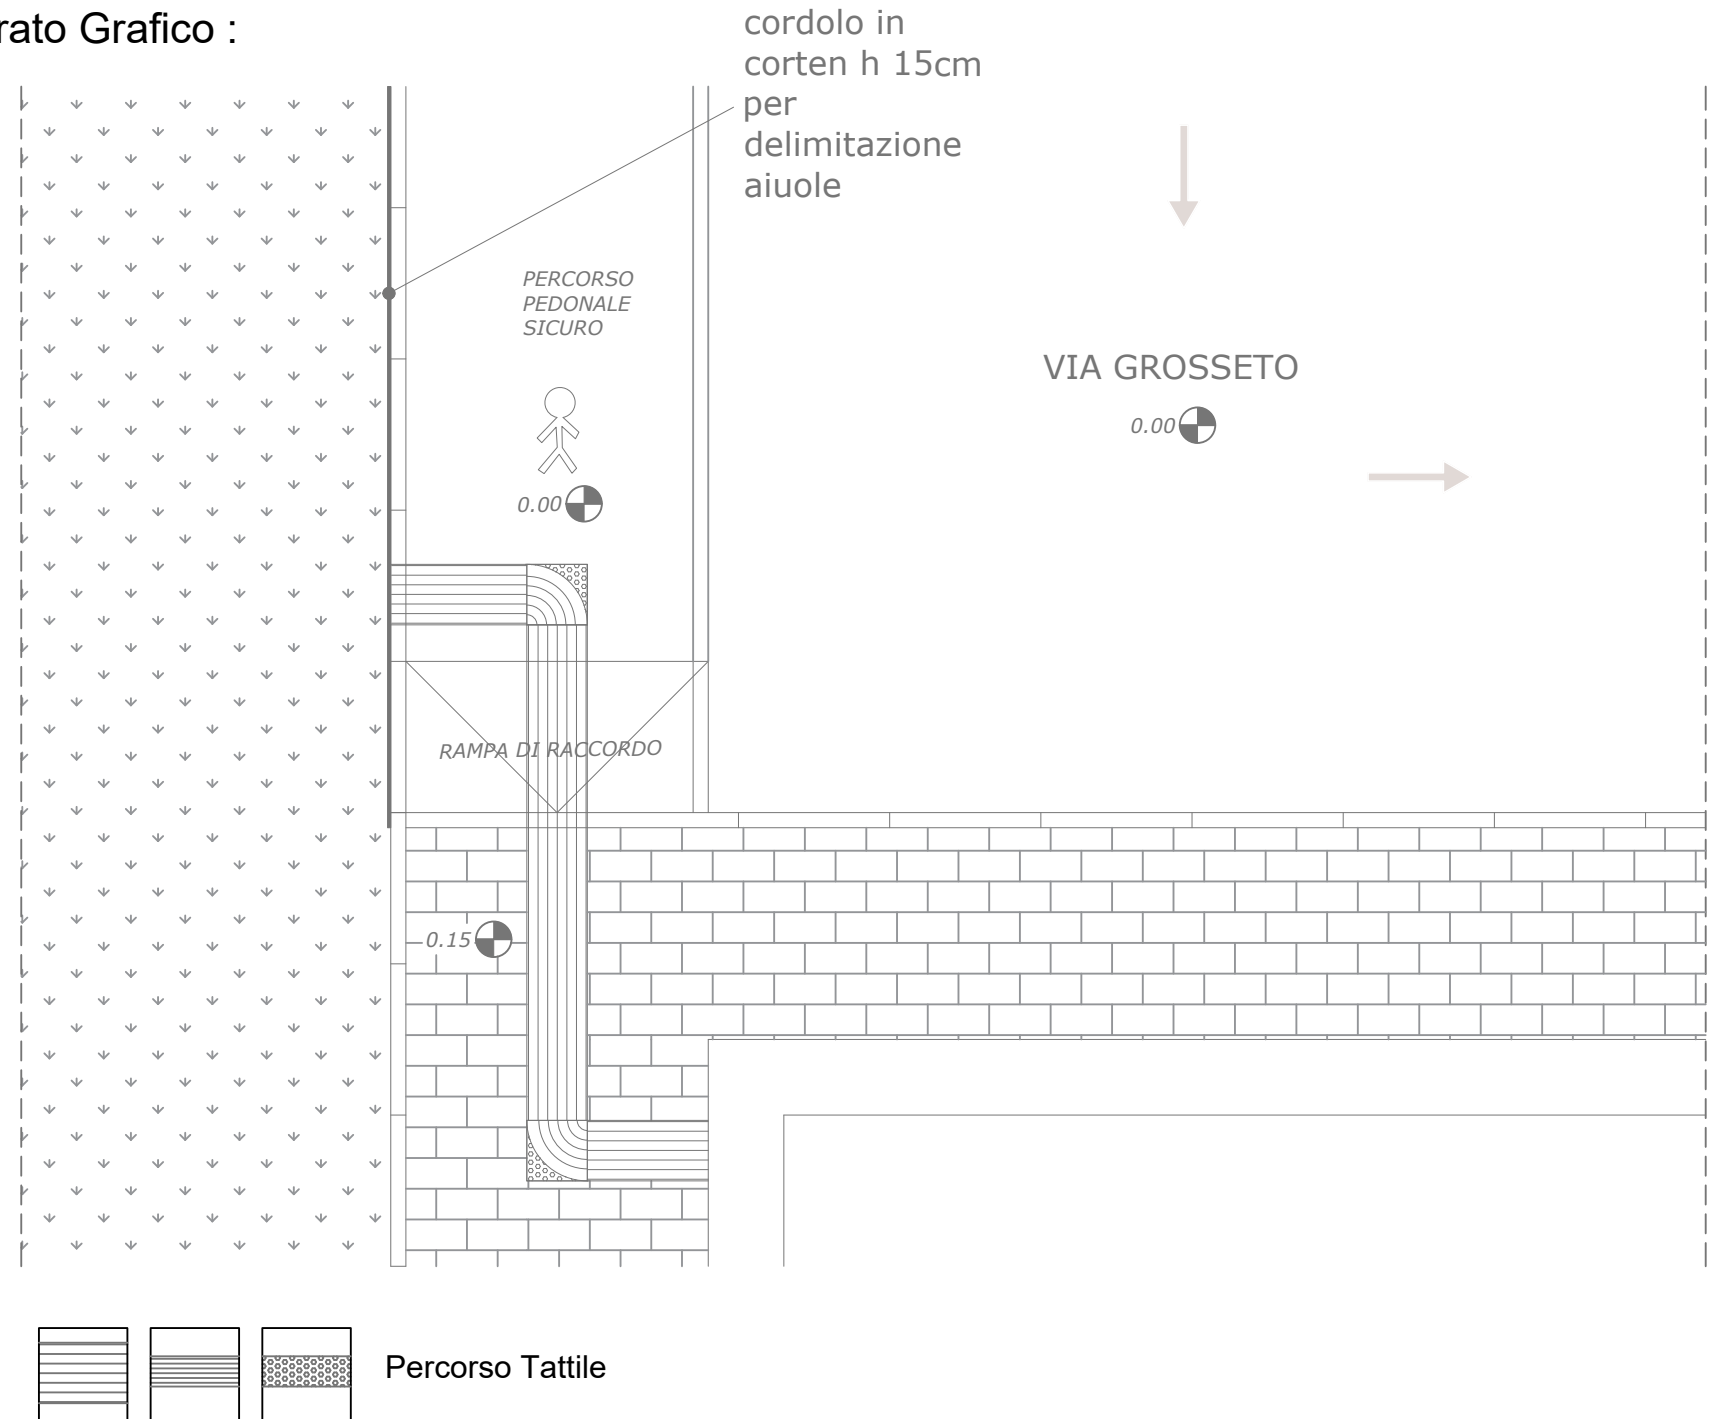 rato Grafico :
cordolo in
corten h 15cm
per
delimitazione
aiuole
PERCORSO
PEDONALE
SICURO
VIA GROSSETO
0.00
0.00
RAMPA DI RACCORDO
0.15
Percorso Tattile